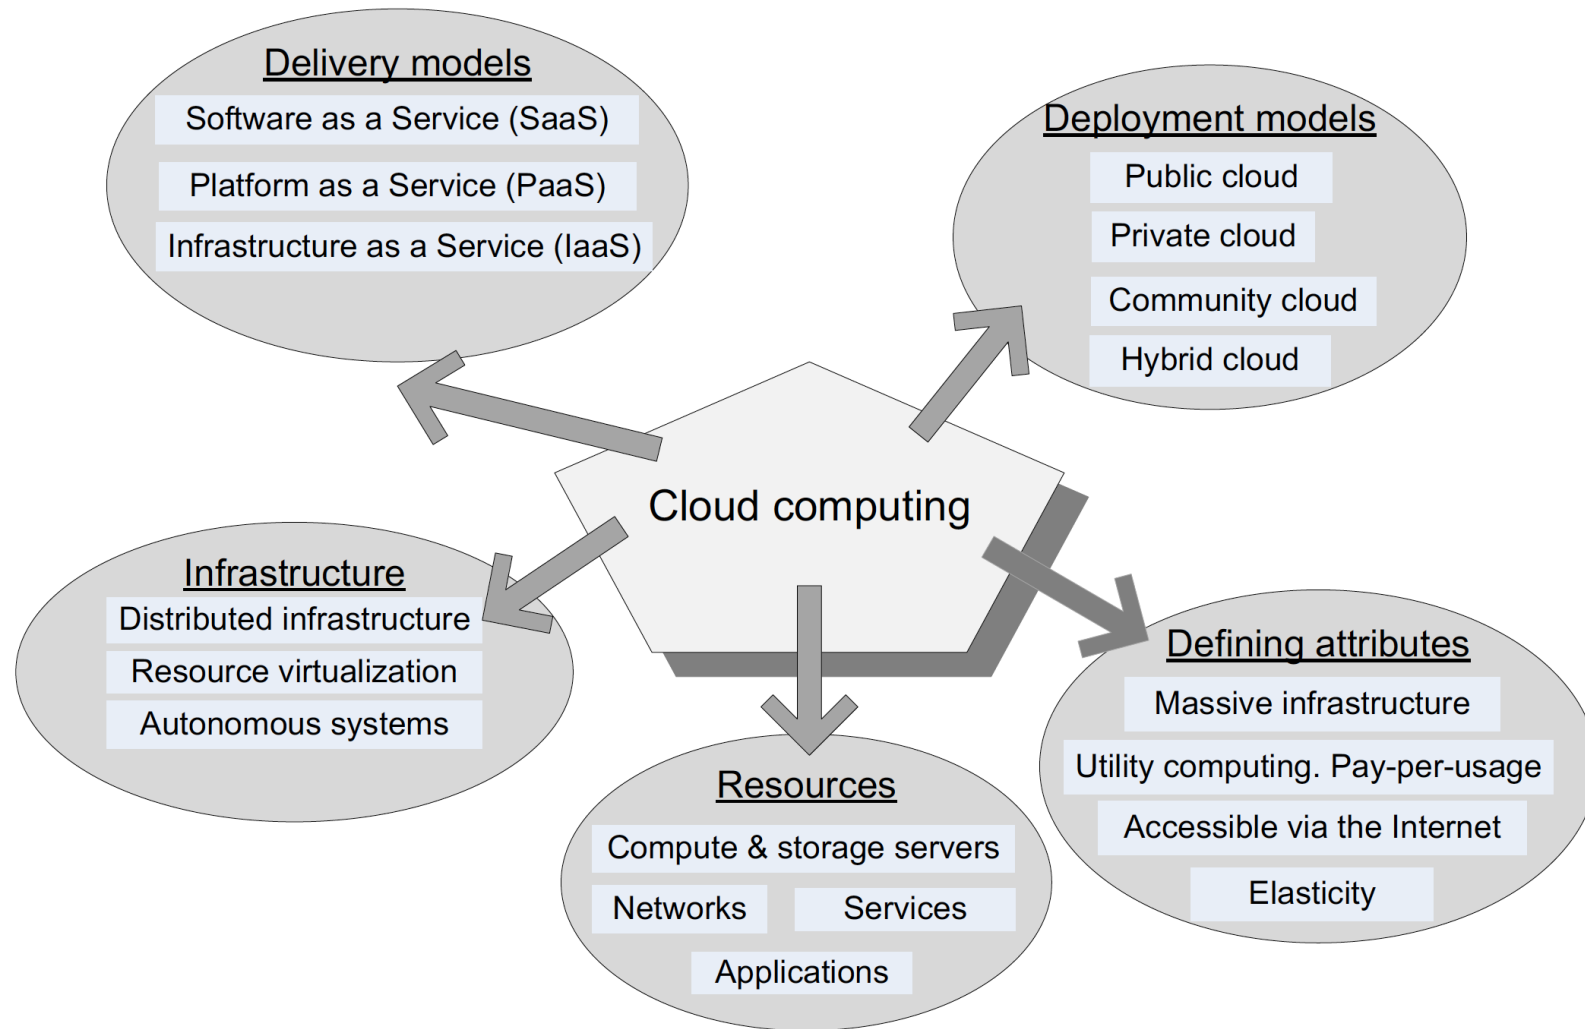 Delivery models
Software as a Service (SaaS)
Platform as a Service (PaaS)
Infrastructure as a Service (IaaS)
Deployment models
Public cloud
Private cloud
Community cloud
Hybrid cloud
Cloud computing
Infrastructure
Distributed infrastructure
Resource virtualization
Autonomous systems
Resources
Compute & storage servers
Networks
Services
Applications
Defining attributes
Massive infrastructure
Utility computing. Pay-per-usage
Accessible via the Internet
Elasticity